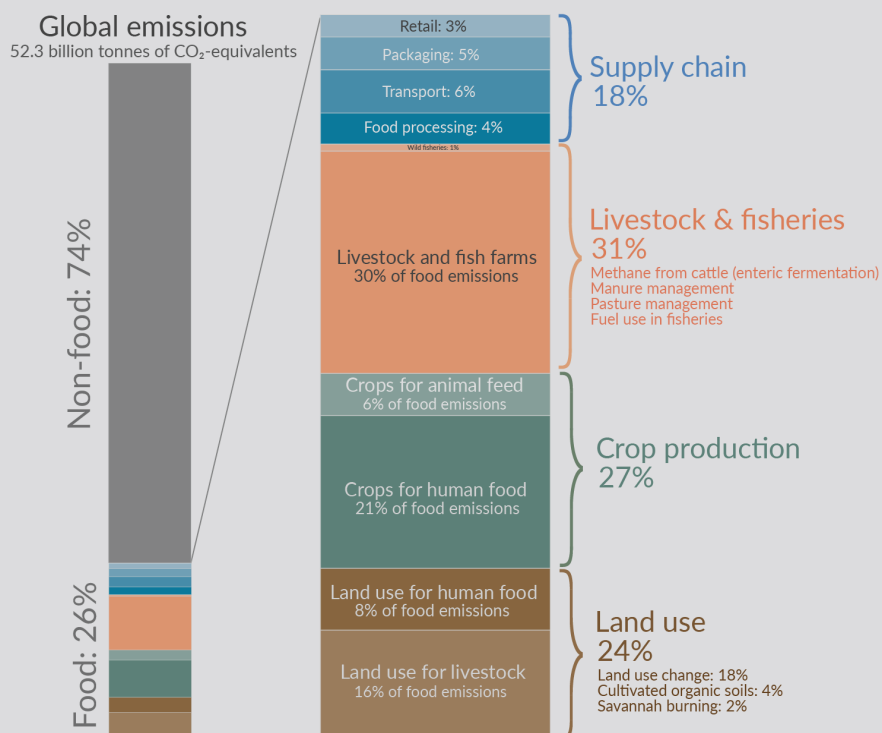 Global emissions
52.3 billion tonnes of CO₂-equivalents
Non-food: 74%
Food: 26%
Retail: 3%
Packaging: 5%
Transport: 6%
Food processing: 4%
Wild fisheries: 1%
Livestock and fish farms
30% of food emissions
Crops for animal feed
6% of food emissions
Crops for human food
21% of food emissions
Land use for human food
8% of food emissions
Land use for livestock
16% of food emissions
Supply chain
18%
Livestock & fisheries
31%
Methane from cattle (enteric fermentation)
Manure management
Pasture management
Fuel use in fisheries
Crop production
27%
Land use
24%
Land use change: 18%
Cultivated organic soils: 4%
Savannah burning: 2%